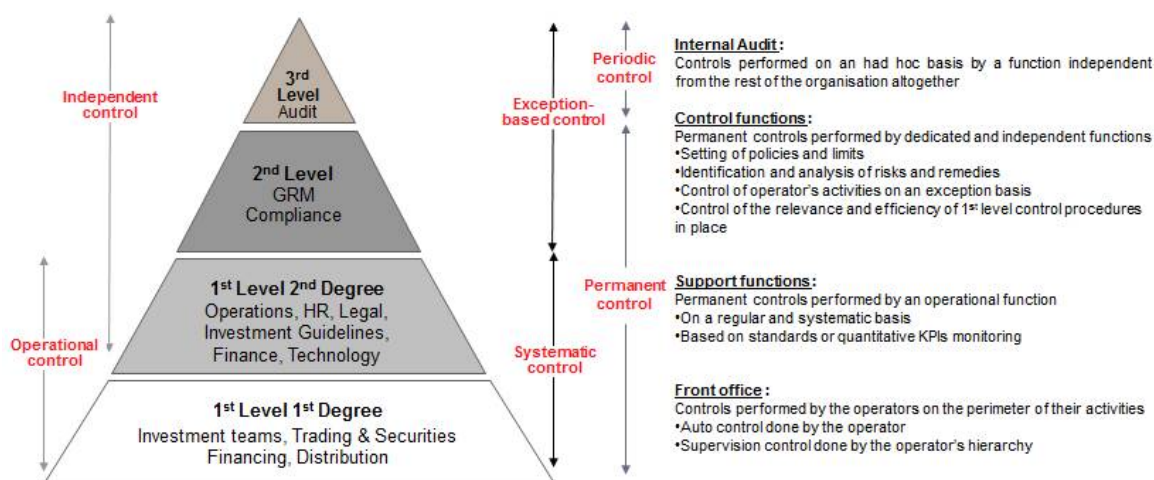 3rd
Level
Audit
2nd Level
GRM
Compliance
1st Level 2nd Degree
Operations, HR, Legal,
Investment Guidelines,
Finance, Technology
1st Level 1st Degree
Investment teams, Trading & Securities
Financing, Distribution
Independent
control
Operational
control
Exception-
based control
Systematic
control
Periodic
control
Permanent
control
Internal Audit:
Controls performed on an had hoc basis by a function independent
from the rest of the organisation altogether
Control functions:
Permanent controls performed by dedicated and independent functions
•Setting of policies and limits
•Identification and analysis of risks and remedies
•Control of operator's activities on an exception basis
•Control of the relevance and efficiency of 1st level control procedures
in place
Support functions:
Permanent controls performed by an operational function
•On a regular and systematic basis
•Based on standards or quantitative KPIs monitoring
Front office:
Controls performed by the operators on the perimeter of their activities
•Auto control done by the operator
•Supervision control done by the operator's hierarchy